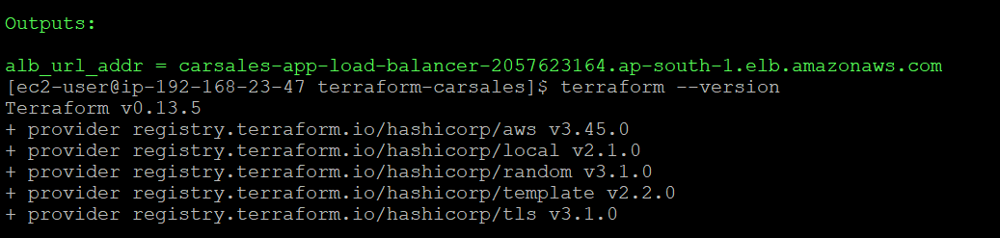 Outputs:
alb_url_addr = carsales-app-load-balancer-2057623164.ap-south-1.elb.amazonaws.com
[ec2-user@ip-192-168-23-47 terraform-carsales]$ terraform --version
Terraform v0.13.5
+ provider registry.terraform.io/hashicorp/aws v3.45.0
+ provider registry.terraform.io/hashicorp/local v2.1.0
+ provider registry.terraform.io/hashicorp/random v3.1.0
+ provider registry.terraform.io/hashicorp/template v2.2.0
+ provider registry.terraform.io/hashicorp/tls v3.1.0